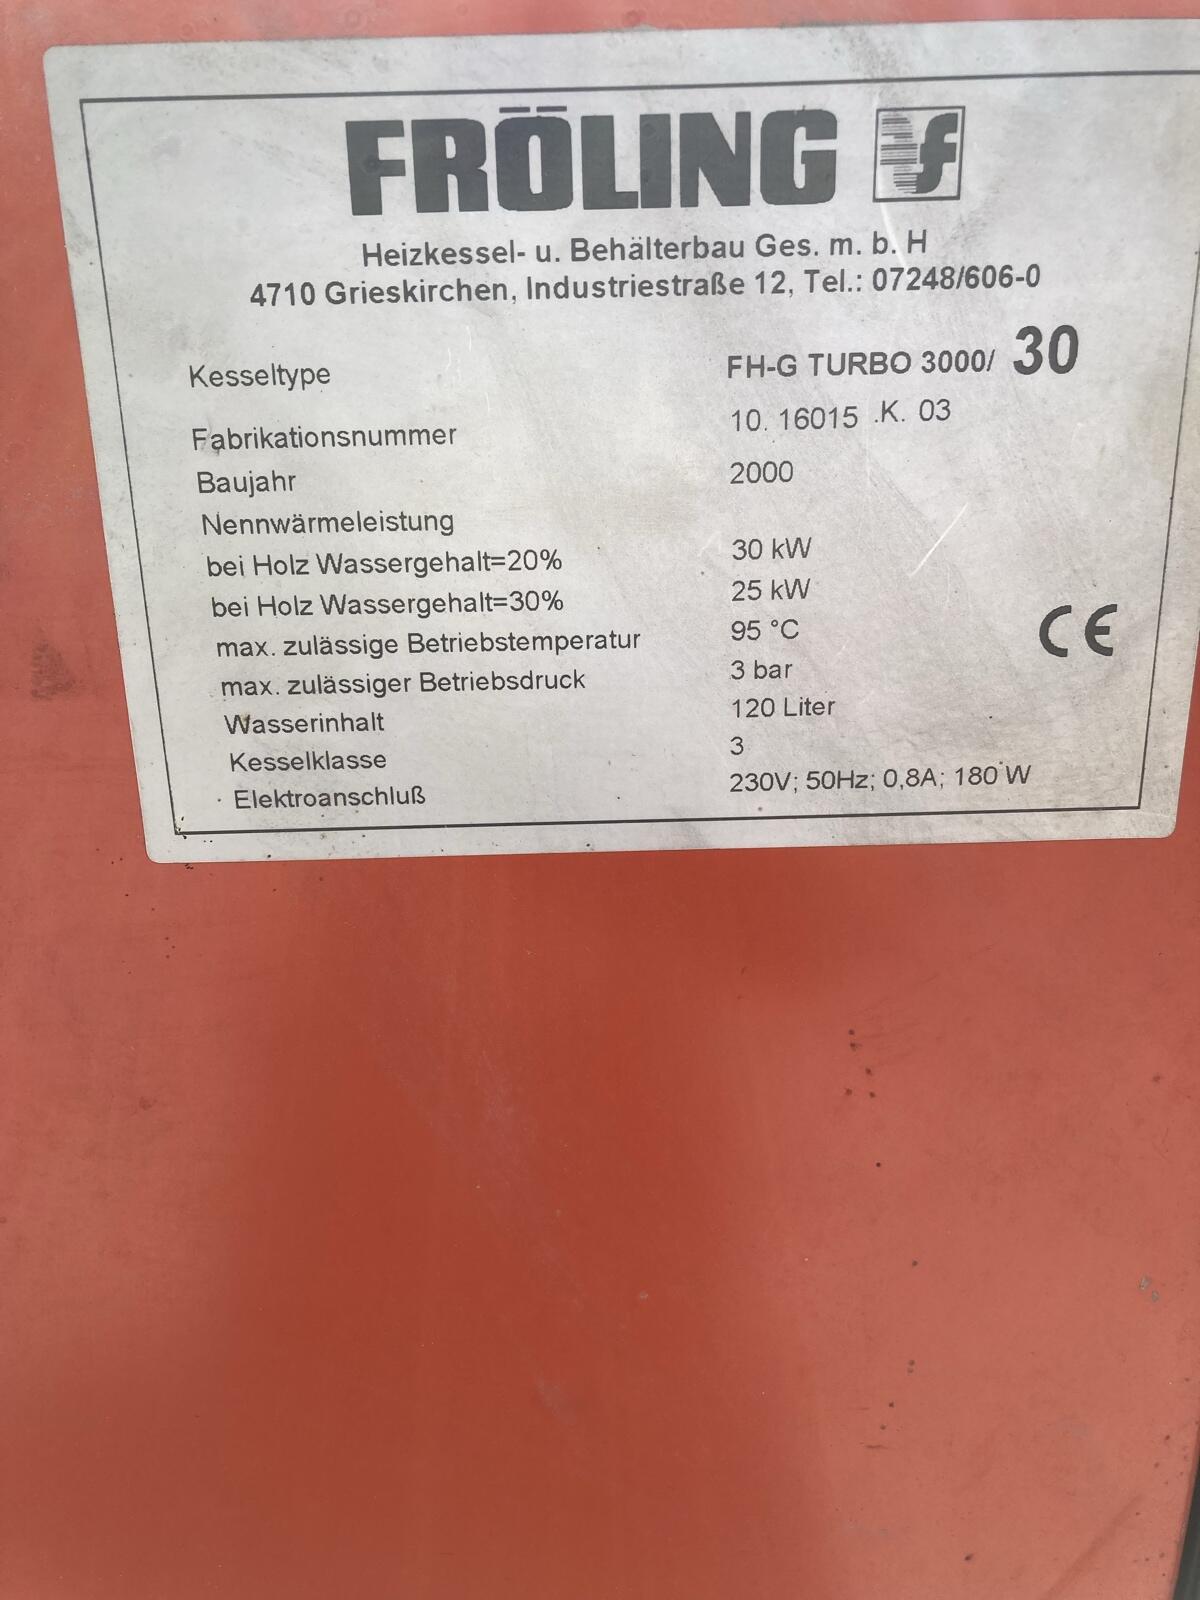 FRÖLING f
Heizkessel- u. Behälterbau Ges. m. b. H
4710 Grieskirchen, Industriestraße 12, Tel.: 07248/606-0
Kesseltype FH-G TURBO 3000/ 30
Fabrikationsnummer 10. 16015 .K. 03
Baujahr 2000
Nennwärmeleistung
bei Holz Wassergehalt=20% 30 kW
bei Holz Wassergehalt=30% 25 kW
max. zulässige Betriebstemperatur 95 °C
max. zulässiger Betriebsdruck 3 bar
Wasserinhalt 120 Liter
Kesselklasse 3
Elektroanschluß 230V; 50Hz; 0,8A; 180 W
CE